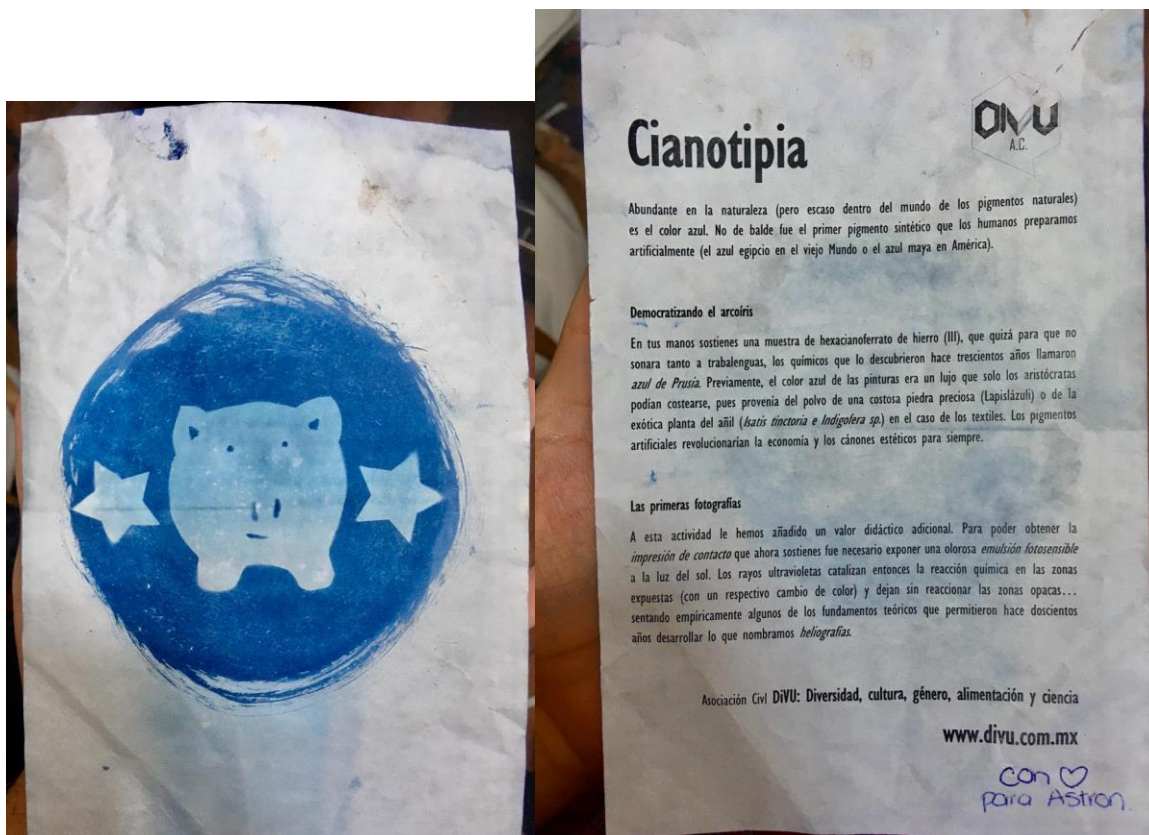 Cianotipia
DIVU
A.C.
Abundante en la naturaleza (pero escaso dentro del mundo de los pigmentos naturales)
es el color azul. No de balde fue el primer pigmento sintético que los humanos preparamos
artificialmente (el azul egipcio en el viejo Mundo o el azul maya en América).
Democratizando el arcoíris
En tus manos sostienes una muestra de hexacianoferrato de hierro (III), que quizá para que no
sonara tanto a trabalenguas, los químicos que lo descubrieron hace trescientos años llamaron
azul de Prusia. Previamente, el color azul de las pinturas era un lujo que solo los aristócratas
podían costearse, pues provenía del polvo de una costosa piedra preciosa (Lapislázuli) o de la
exótica planta del añil (Isatis tinctoria e Indigofera sp.) en el caso de los textiles. Los pigmentos
artificiales revolucionarían la economía y los cánones estéticos para siempre.
Las primeras fotografías
A esta actividad le hemos añadido un valor didáctico adicional. Para poder obtener la
impresión de contacto que ahora sostienes fue necesario exponer una olorosa emulsión fotosensible
a la luz del sol. Los rayos ultravioletas catalizan entonces la reacción química en las zonas
expuestas (con un respectivo cambio de color) y dejan sin reaccionar las zonas opacas...
sentando empíricamente algunos de los fundamentos teóricos que permitieron hace doscientos
años desarrollar lo que nombramos heliografías.
Asociación Civl DiVU: Diversidad, cultura, género, alimentación y ciencia
www.divu.com.mx
con ♡
para Astron.